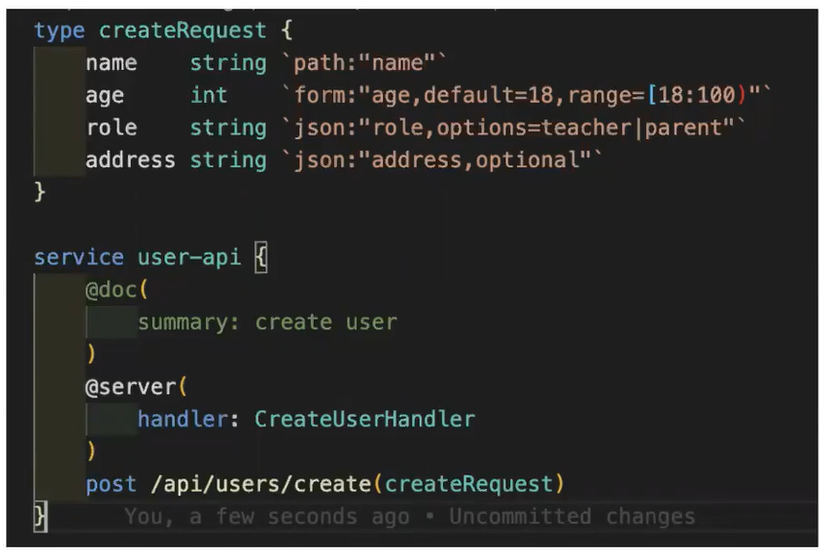 type createRequest {
name string `path:"name"`
age int `form:"age,default=18,range=[18:100)"`
role string `json:"role,options=teacher|parent"`
address string `json:"address,optional"`
}
service user-api {
@doc(
summary: create user
)
@server(
handler: CreateUserHandler
)
post /api/users/create(createRequest)
} You, a few seconds ago • Uncommitted changes